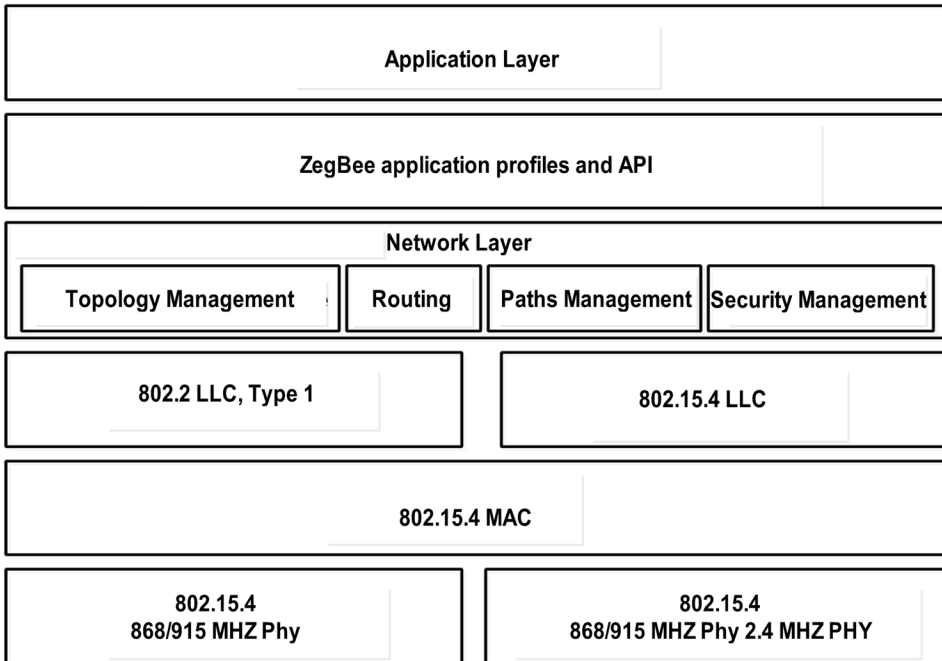 Application Layer
ZegBee application profiles and API
Network Layer
Topology Management
Routing
Paths Management
Security Management
802.2 LLC, Type 1
802.15.4 LLC
802.15.4 MAC
802.15.4
868/915 MHZ Phy
802.15.4
868/915 MHZ Phy 2.4 MHZ PHY